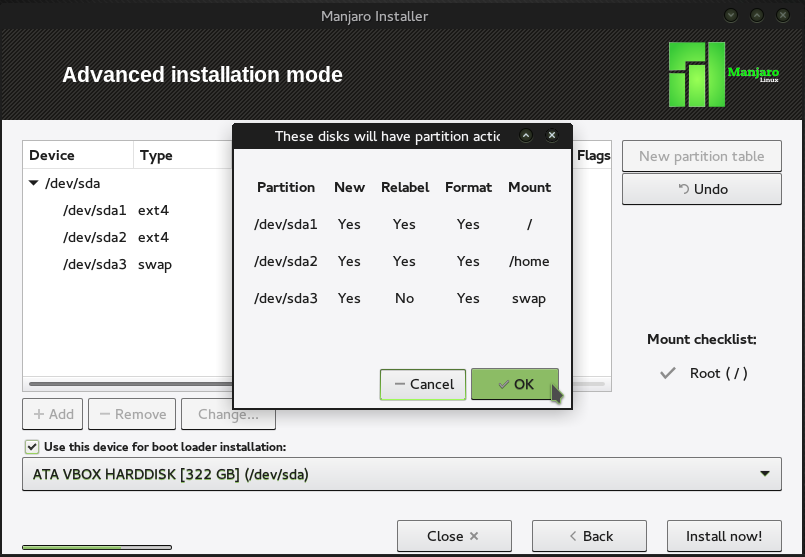 Manjaro Installer
Advanced installation mode
Manjaro
Linux
These disks will have partition actio
Device Type Flags
/dev/sda
/dev/sda1 ext4
/dev/sda2 ext4
/dev/sda3 swap
Partition New Relabel Format Mount
/dev/sda1 Yes Yes Yes /
/dev/sda2 Yes Yes Yes /home
/dev/sda3 Yes No Yes swap
Cancel OK
New partition table
Undo
Mount checklist:
Root ( / )
Add Remove Change...
Use this device for boot loader installation:
ATA VBOX HARDDISK [322 GB] (/dev/sda)
Close Back Install now!